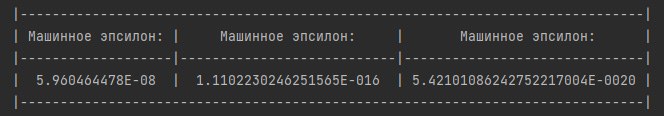 |---------------------------------------------------------------------------|
| Машинное эпсилон: |     Машинное эпсилон:     |       Машинное эпсилон:      |
|------------------|---------------------------|-----------------------------|
|  5.960464478E-08  |  1.1102230246251565E-016  | 5.42101086242752217004E-0020 |
|---------------------------------------------------------------------------|